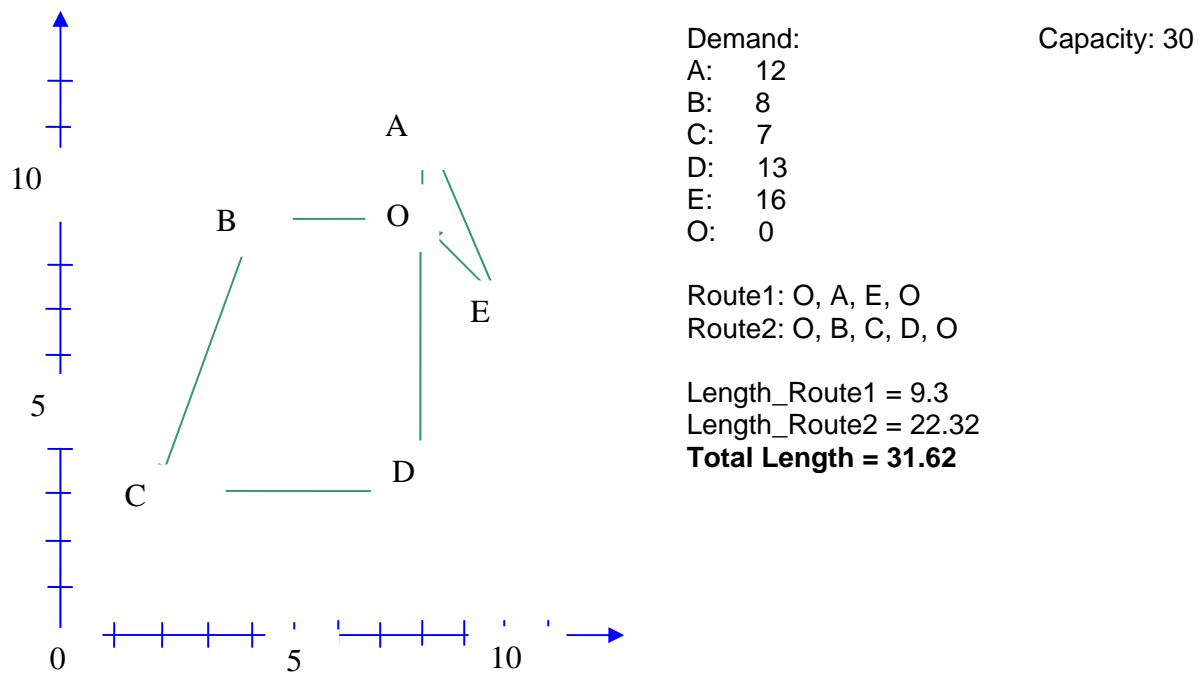 A
10
B
O
E
5
D
C
0
5
10
Demand:
Capacity: 30
A: 12
B: 8
C: 7
D: 13
E: 16
O: 0
Route1: O, A, E, O
Route2: O, B, C, D, O
Length_Route1 = 9.3
Length_Route2 = 22.32
Total Length = 31.62